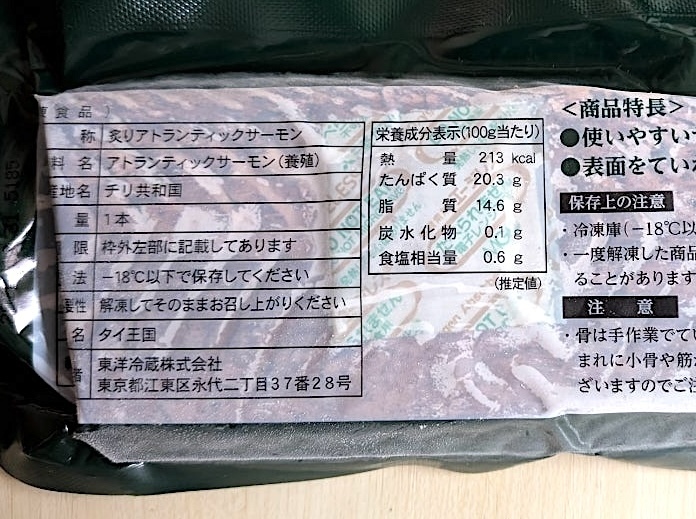 食品）
称 炙りアトランティックサーモン
料名 アトランティックサーモン（養殖）
産地名 チリ共和国
量 1本
限 枠外左部に記載してあります
法 −18℃以下で保存してください
要性 解凍してそのままお召し上がりください
名 タイ王国
者 東洋冷蔵株式会社
東京都江東区永代二丁目37番28号
栄養成分表示（100g当たり）
熱量 213 kcal
たんぱく質 20.3 g
脂質 14.6 g
炭水化物 0.1 g
食塩相当量 0.6 g
（推定値）
＜商品特長＞
●使いやすい
●表面をてい
保存上の注意
・冷凍庫（−18℃以
・一度解凍した商品
ることがあります
注意
・骨は手作業でてい
まれに小骨や筋
ざいますのでご注